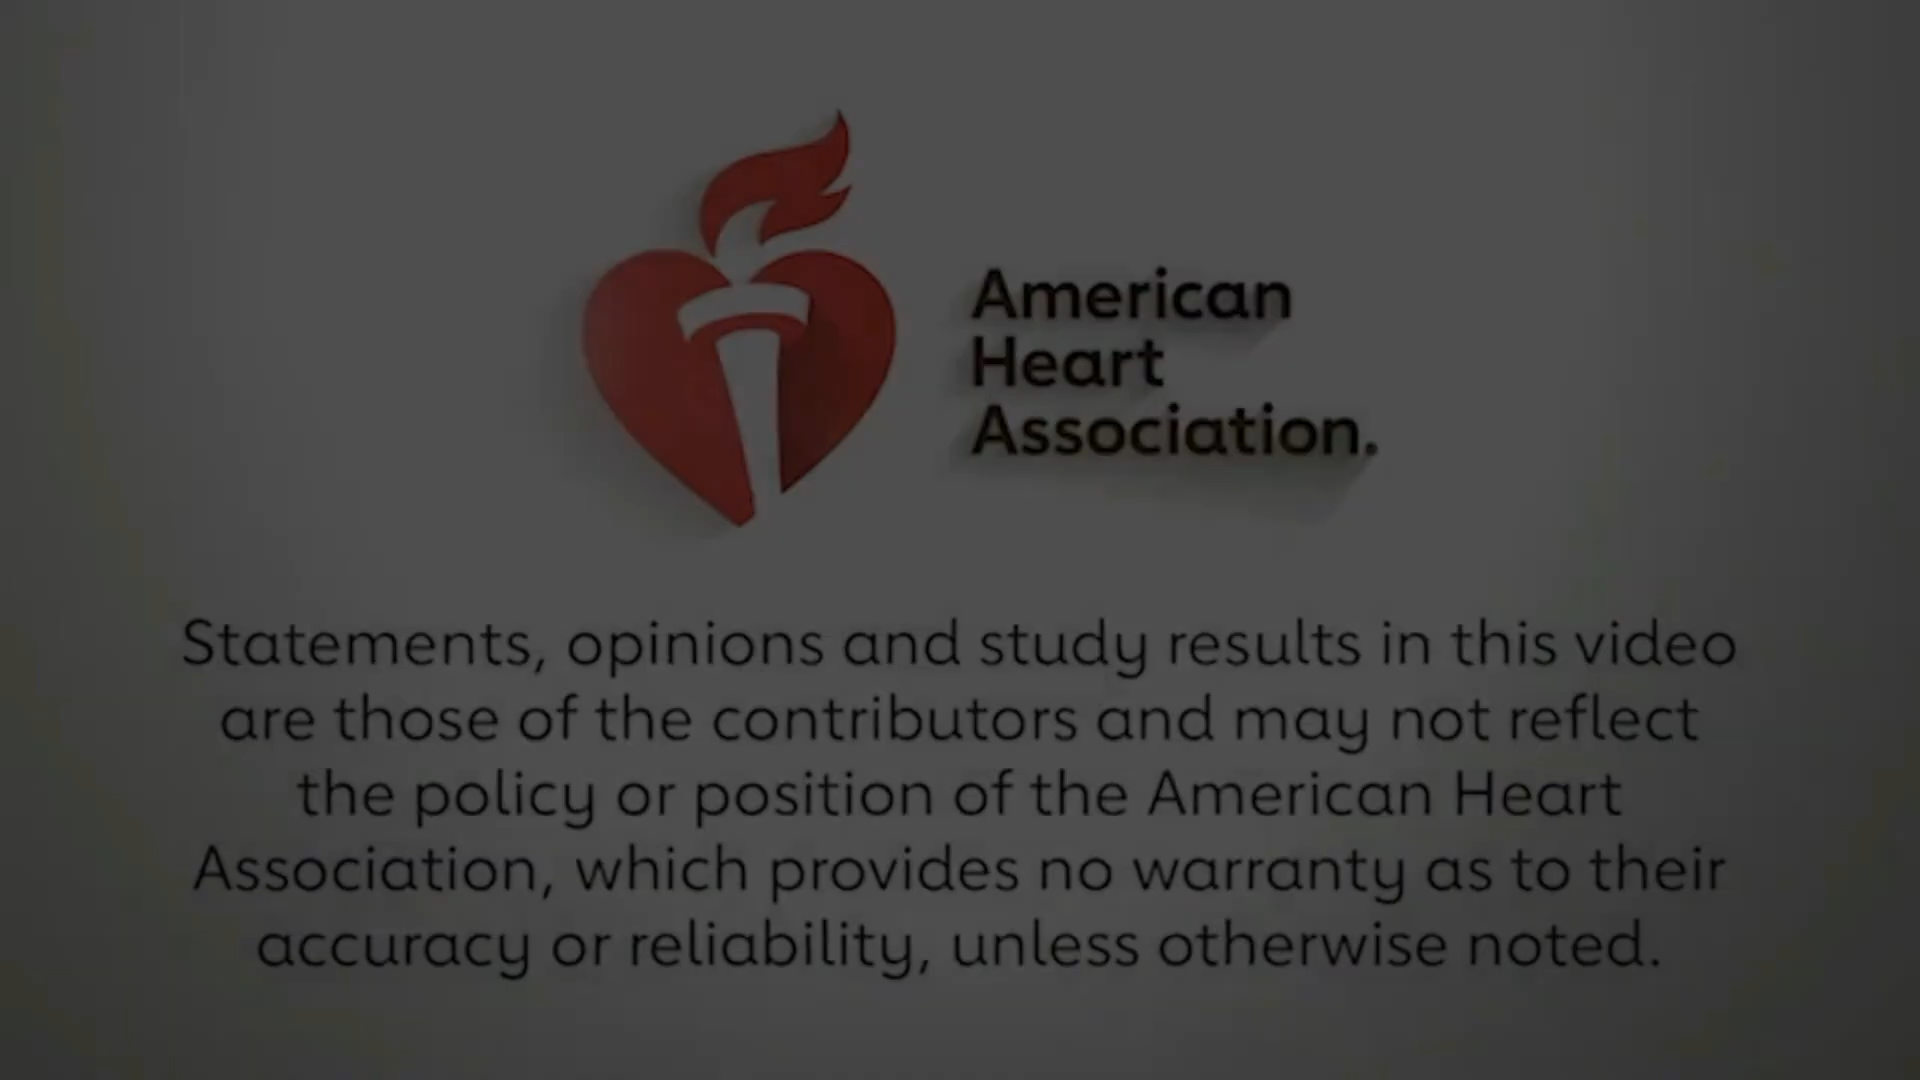 American
Heart
Association.
Statements, opinions and study results in this video
are those of the contributors and may not reflect
the policy or position of the American Heart
Association, which provides no warranty as to their
accuracy or reliability, unless otherwise noted.